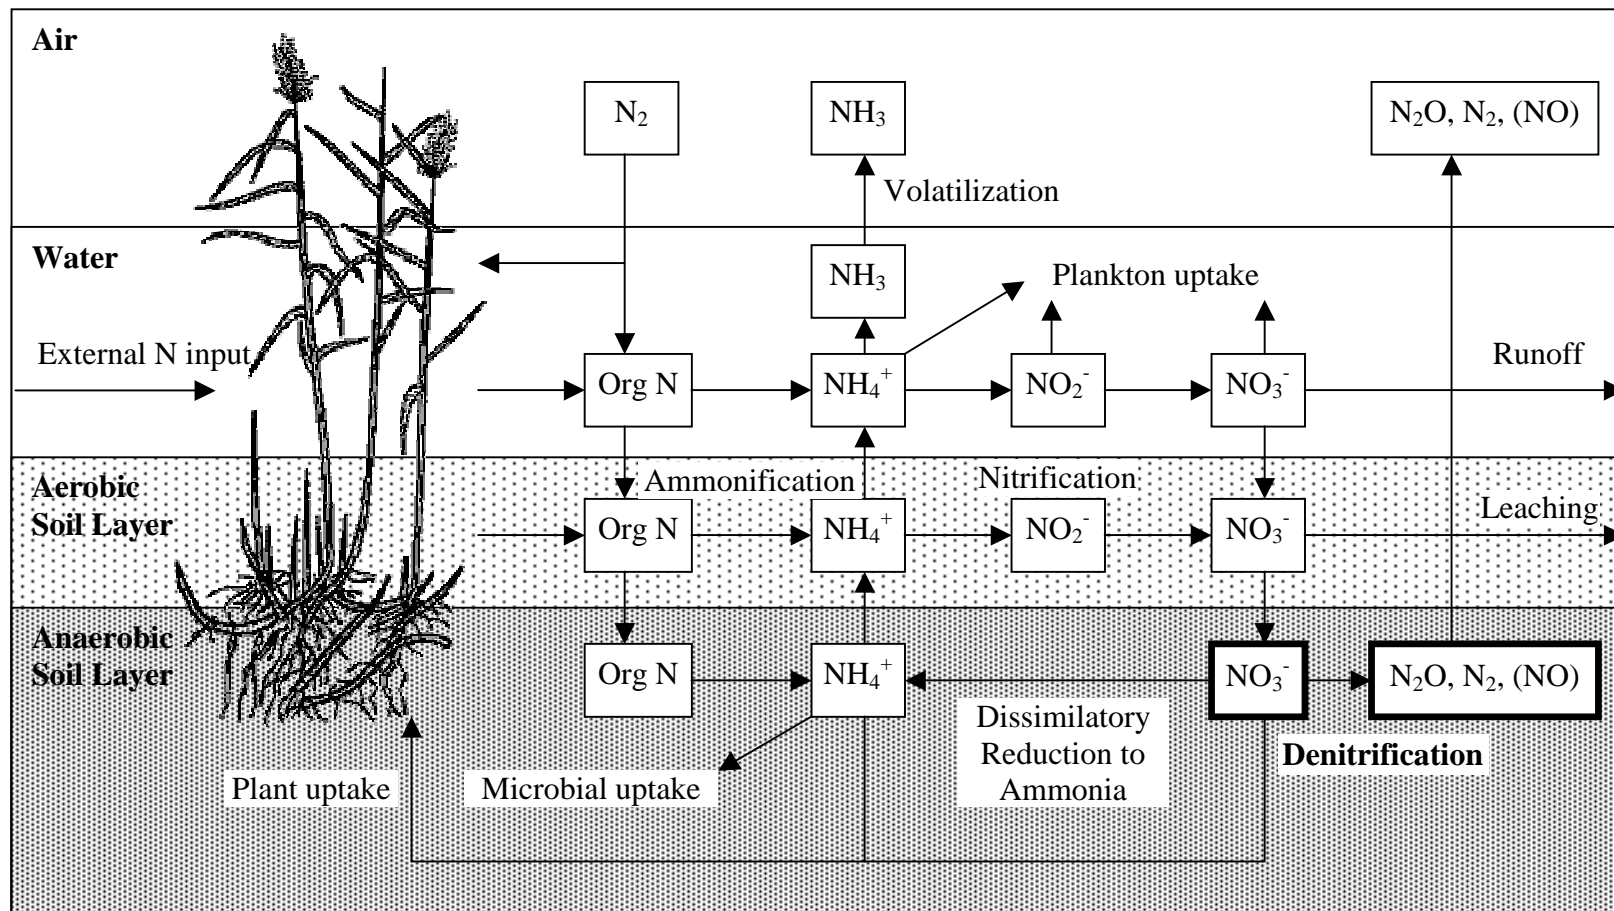 Air
N₂
NH₃
N₂O, N₂, (NO)
Volatilization
Water
NH₃
Plankton uptake
External N input
Org N
NH₄⁺
NO₂⁻
NO₃⁻
Runoff
Aerobic
Soil Layer
Ammonification
Nitrification
Org N
NH₄⁺
NO₂⁻
NO₃⁻
Leaching
Anaerobic
Soil Layer
Org N
NH₄⁺
NO₃⁻
N₂O, N₂, (NO)
Dissimilatory
Reduction to
Ammonia
Denitrification
Plant uptake
Microbial uptake